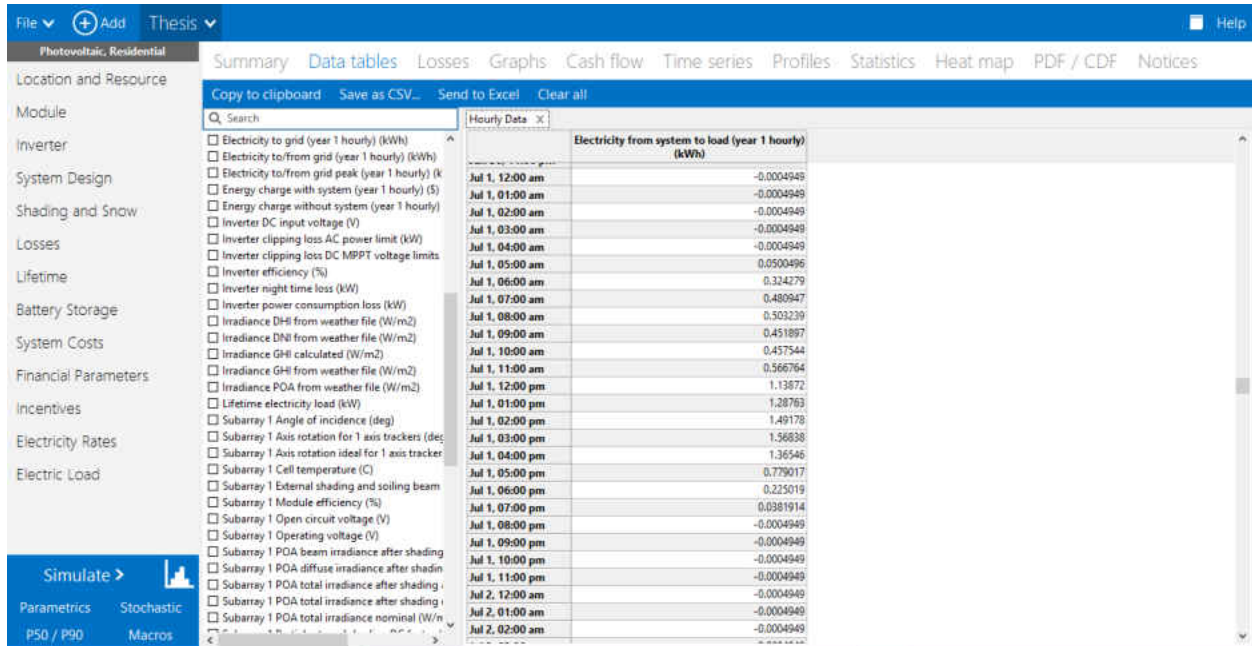 File Add Thesis Help
Photovoltaic, Residential
Location and Resource
Module
Inverter
System Design
Shading and Snow
Losses
Lifetime
Battery Storage
System Costs
Financial Parameters
Incentives
Electricity Rates
Electric Load
Simulate >
Parametrics Stochastic
P50 / P90 Macros
Summary Data tables Losses Graphs Cash flow Time series Profiles Statistics Heat map PDF / CDF Notices
Copy to clipboard Save as CSV... Send to Excel Clear all
Search
Electricity to grid (year 1 hourly) (kWh)
Electricity to/from grid (year 1 hourly) (kWh)
Electricity to/from grid peak (year 1 hourly) (k
Energy charge with system (year 1 hourly) ($)
Energy charge without system (year 1 hourly)
Inverter DC input voltage (V)
Inverter clipping loss AC power limit (kW)
Inverter clipping loss DC MPPT voltage limits
Inverter efficiency (%)
Inverter night time loss (kW)
Inverter power consumption loss (kW)
Irradiance DHI from weather file (W/m2)
Irradiance DNI from weather file (W/m2)
Irradiance GHI calculated (W/m2)
Irradiance GHI from weather file (W/m2)
Irradiance POA from weather file (W/m2)
Lifetime electricity load (kW)
Subarray 1 Angle of incidence (deg)
Subarray 1 Axis rotation for 1 axis trackers (deg
Subarray 1 Axis rotation ideal for 1 axis tracker
Subarray 1 Cell temperature (C)
Subarray 1 External shading and soiling beam
Subarray 1 Module efficiency (%)
Subarray 1 Open circuit voltage (V)
Subarray 1 Operating voltage (V)
Subarray 1 POA beam irradiance after shading
Subarray 1 POA diffuse irradiance after shadin
Subarray 1 POA total irradiance after shading
Subarray 1 POA total irradiance after shading
Subarray 1 POA total irradiance nominal (W/m
Hourly Data X
Electricity from system to load (year 1 hourly)
(kWh)
Jul 1, 12:00 am -0.0004949
Jul 1, 01:00 am -0.0004949
Jul 1, 02:00 am -0.0004949
Jul 1, 03:00 am -0.0004949
Jul 1, 04:00 am -0.0004949
Jul 1, 05:00 am 0.0500496
Jul 1, 06:00 am 0.324279
Jul 1, 07:00 am 0.480947
Jul 1, 08:00 am 0.503239
Jul 1, 09:00 am 0.451897
Jul 1, 10:00 am 0.457544
Jul 1, 11:00 am 0.566764
Jul 1, 12:00 pm 1.13872
Jul 1, 01:00 pm 1.28763
Jul 1, 02:00 pm 1.49178
Jul 1, 03:00 pm 1.56838
Jul 1, 04:00 pm 1.36546
Jul 1, 05:00 pm 0.779017
Jul 1, 06:00 pm 0.225019
Jul 1, 07:00 pm 0.0381914
Jul 1, 08:00 pm -0.0004949
Jul 1, 09:00 pm -0.0004949
Jul 1, 10:00 pm -0.0004949
Jul 1, 11:00 pm -0.0004949
Jul 2, 12:00 am -0.0004949
Jul 2, 01:00 am -0.0004949
Jul 2, 02:00 am -0.0004949